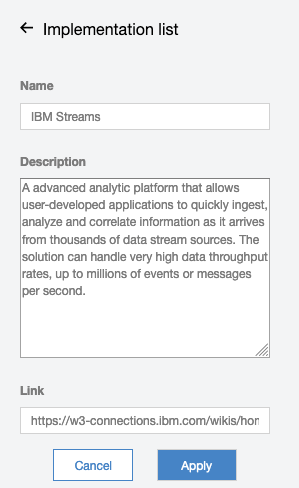 ← Implementation list
Name
IBM Streams
Description
A advanced analytic platform that allows
user-developed applications to quickly ingest,
analyze and correlate information as it arrives
from thousands of data stream sources. The
solution can handle very high data throughput
rates, up to millions of events or messages
per second.
Link
https://w3-connections.ibm.com/wikis/hon
Cancel Apply